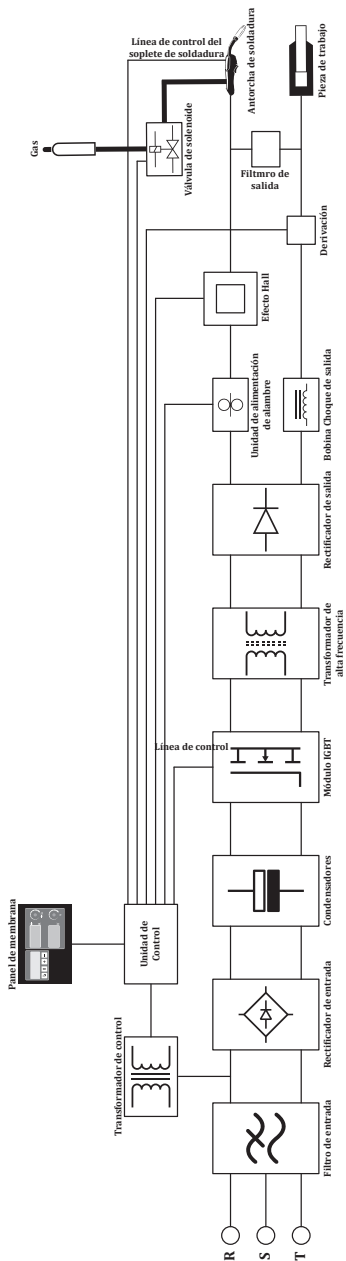 Gas
Línea de control del
soplete de soldadura
Válvula de solenoide
Antorcha de soldadura
Pieza de trabajo
Filtmro de
salida
Derivación
Efecto Hall
Unidad de alimentación
de alambre
Bobina Choque de salida
Rectificador de salida
Transformador de
alta frecuencia
Línea de control
Módulo IGBT
Panel de membrana
Unidad de
Control
Condensadores
Transformador de control
Rectificador de entrada
Filtro de entrada
R
S
T